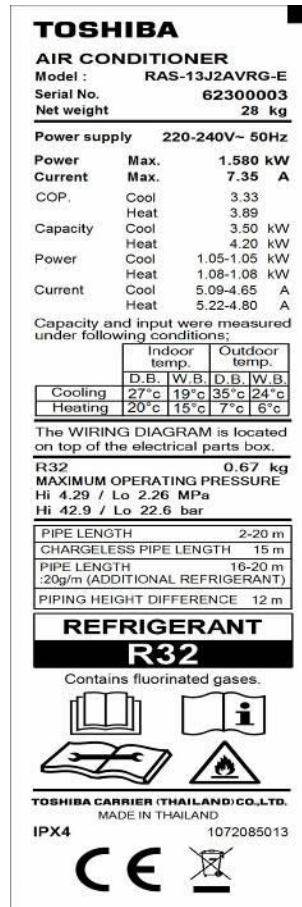 TOSHIBA
AIR CONDITIONER
Model : RAS-13J2AVRG-E
Serial No. 62300003
Net weight 28 kg
Power supply 220-240V~ 50Hz
Power Max. 1.580 kW
Current Max. 7.35 A
COP. Cool 3.33
Heat 3.89
Capacity Cool 3.50 kW
Heat 4.20 kW
Power Cool 1.05-1.05 kW
Heat 1.08-1.08 kW
Current Cool 5.09-4.65 A
Heat 5.22-4.80 A
Capacity and input were measured
under following conditions;
Indoor temp. Outdoor temp.
D.B. W.B. D.B. W.B.
Cooling 27°c 19°c 35°c 24°c
Heating 20°c 15°c 7°c 6°c
The WIRING DIAGRAM is located
on top of the electrical parts box.
R32 0.67 kg
MAXIMUM OPERATING PRESSURE
Hi 4.29 / Lo 2.26 MPa
Hi 42.9 / Lo 22.6 bar
PIPE LENGTH 2-20 m
CHARGELESS PIPE LENGTH 15 m
PIPE LENGTH 16-20 m
:20g/m (ADDITIONAL REFRIGERANT)
PIPING HEIGHT DIFFERENCE 12 m
REFRIGERANT
R32
Contains fluorinated gases.
i
TOSHIBA CARRIER (THAILAND) CO.,LTD.
MADE IN THAILAND
IPX4 1072085013
CE